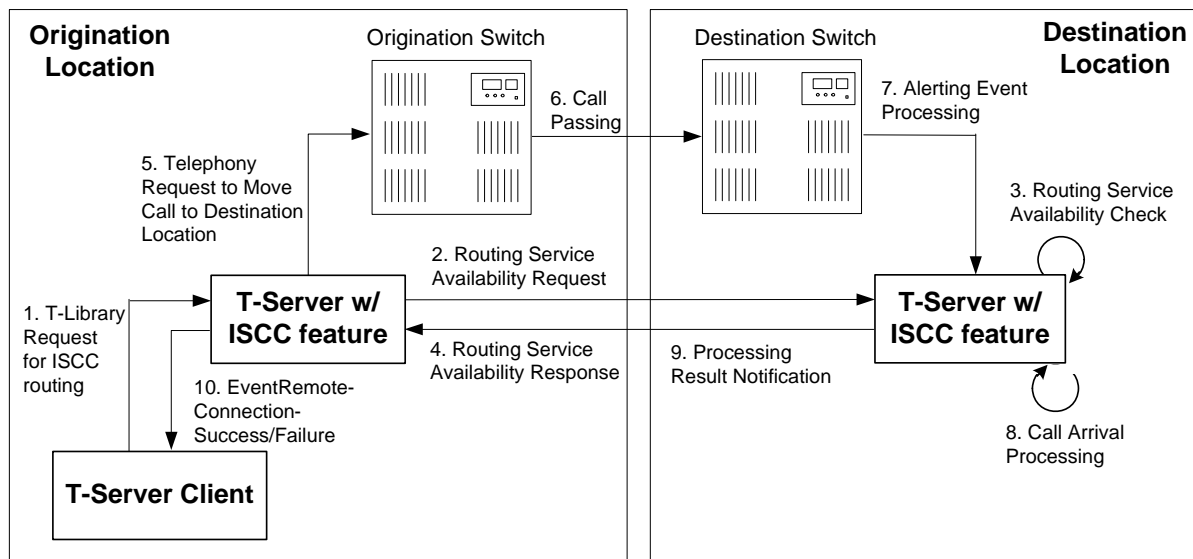 Origination
Location
Origination Switch
Destination Switch
Destination
Location
6. Call
Passing
7. Alerting Event
Processing
5. Telephony
Request to Move
Call to Destination
Location
3. Routing Service
Availability Check
2. Routing Service
Availability Request
T-Server w/
ISCC feature
T-Server w/
ISCC feature
1. T-Library
Request
for ISCC
routing
4. Routing Service
Availability Response
9. Processing
Result Notification
10. EventRemote-
Connection-
Success/Failure
8. Call Arrival
Processing
T-Server Client